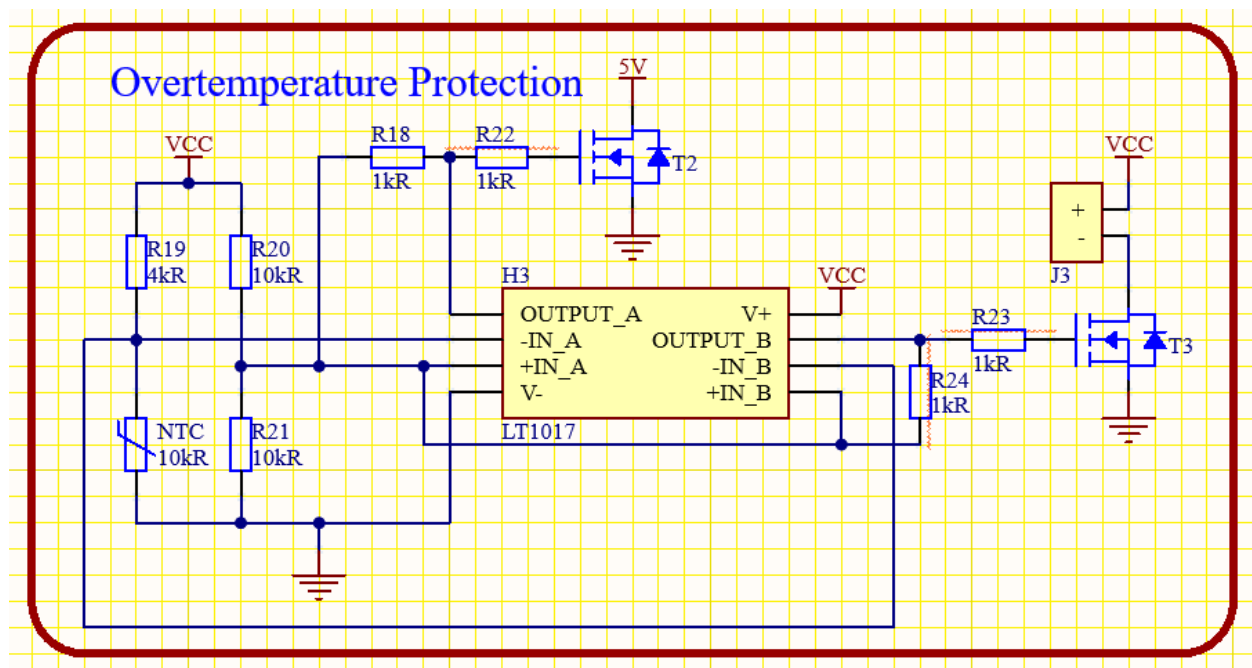 Overtemperature Protection
5V
VCC
R18
R22
T2
1kR
1kR
VCC
+
-
J3
R19
4kR
R20
10kR
H3
VCC
OUTPUT_A
V+
-IN_A
OUTPUT_B
+IN_A
-IN_B
V-
+IN_B
LT1017
R23
1kR
T3
R24
1kR
NTC
10kR
R21
10kR